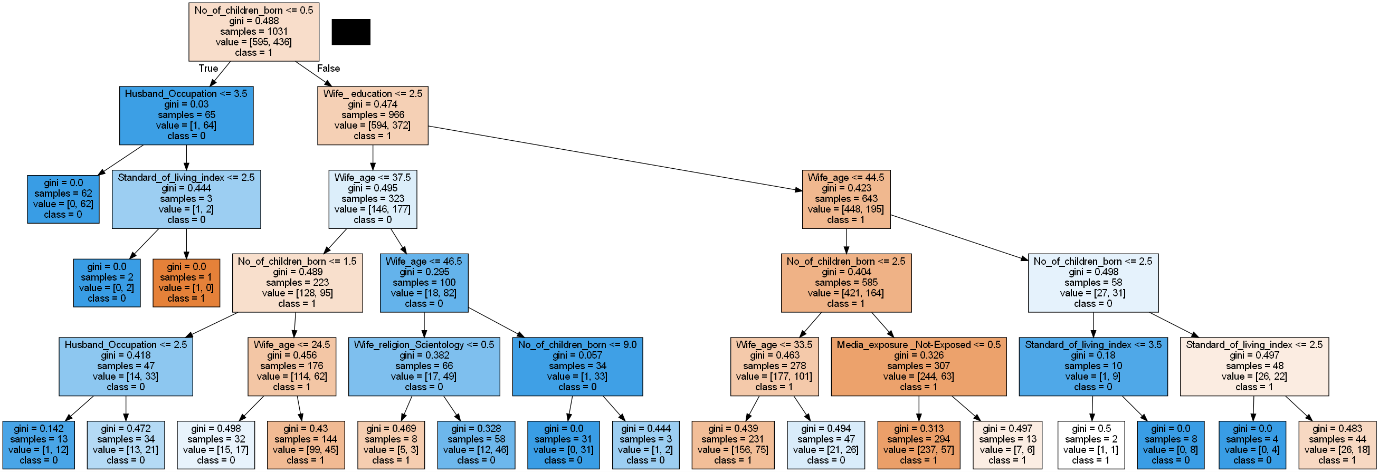 No_of_children_born <= 0.5
gini = 0.488
samples = 1031
value = [595, 436]
class = 1
True
False
Husband_Occupation <= 3.5
gini = 0.03
samples = 65
value = [1, 64]
class = 0
Wife_ education <= 2.5
gini = 0.474
samples = 966
value = [594, 372]
class = 1
gini = 0.0
samples = 62
value = [0, 62]
class = 0
Standard_of_living_index <= 2.5
gini = 0.444
samples = 3
value = [1, 2]
class = 0
Wife_age <= 37.5
gini = 0.495
samples = 323
value = [146, 177]
class = 0
Wife_age <= 44.5
gini = 0.423
samples = 643
value = [448, 195]
class = 1
gini = 0.0
samples = 2
value = [0, 2]
class = 0
gini = 0.0
samples = 1
value = [1, 0]
class = 1
No_of_children_born <= 1.5
gini = 0.489
samples = 223
value = [128, 95]
class = 1
Wife_age <= 46.5
gini = 0.295
samples = 100
value = [18, 82]
class = 0
No_of_children_born <= 2.5
gini = 0.404
samples = 585
value = [421, 164]
class = 1
No_of_children_born <= 2.5
gini = 0.498
samples = 58
value = [27, 31]
class = 0
Husband_Occupation <= 2.5
gini = 0.418
samples = 47
value = [14, 33]
class = 0
Wife_age <= 24.5
gini = 0.456
samples = 176
value = [114, 62]
class = 1
Wife_religion_Scientology <= 0.5
gini = 0.382
samples = 66
value = [17, 49]
class = 0
No_of_children_born <= 9.0
gini = 0.057
samples = 34
value = [1, 33]
class = 0
Wife_age <= 33.5
gini = 0.463
samples = 278
value = [177, 101]
class = 1
Media_exposure _Not-Exposed <= 0.5
gini = 0.326
samples = 307
value = [244, 63]
class = 1
Standard_of_living_index <= 3.5
gini = 0.18
samples = 10
value = [1, 9]
class = 0
Standard_of_living_index <= 2.5
gini = 0.497
samples = 48
value = [26, 22]
class = 1
gini = 0.142
samples = 13
value = [1, 12]
class = 0
gini = 0.472
samples = 34
value = [13, 21]
class = 0
gini = 0.498
samples = 32
value = [15, 17]
class = 0
gini = 0.43
samples = 144
value = [99, 45]
class = 1
gini = 0.469
samples = 8
value = [5, 3]
class = 1
gini = 0.328
samples = 58
value = [12, 46]
class = 0
gini = 0.0
samples = 31
value = [0, 31]
class = 0
gini = 0.444
samples = 3
value = [1, 2]
class = 0
gini = 0.439
samples = 231
value = [156, 75]
class = 1
gini = 0.494
samples = 47
value = [21, 26]
class = 0
gini = 0.313
samples = 294
value = [237, 57]
class = 1
gini = 0.497
samples = 13
value = [7, 6]
class = 1
gini = 0.5
samples = 2
value = [1, 1]
class = 1
gini = 0.0
samples = 8
value = [0, 8]
class = 0
gini = 0.0
samples = 4
value = [0, 4]
class = 0
gini = 0.483
samples = 44
value = [26, 18]
class = 1